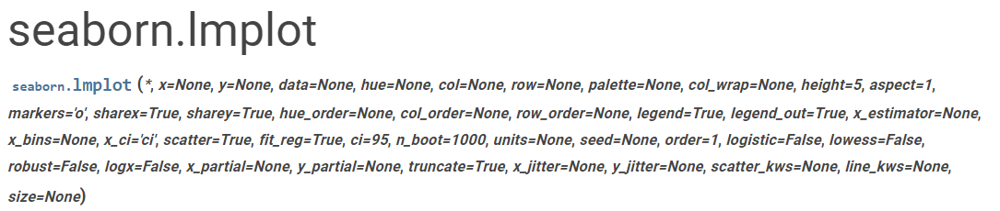 seaborn.lmplot
seaborn.lmplot (*, x=None, y=None, data=None, hue=None, col=None, row=None, palette=None, col_wrap=None, height=5, aspect=1,
markers='o', sharex=True, sharey=True, hue_order=None, col_order=None, row_order=None, legend=True, legend_out=True, x_estimator=None,
x_bins=None, x_ci='ci', scatter=True, fit_reg=True, ci=95, n_boot=1000, units=None, seed=None, order=1, logistic=False, lowess=False,
robust=False, logx=False, x_partial=None, y_partial=None, truncate=True, x_jitter=None, y_jitter=None, scatter_kws=None, line_kws=None,
size=None)